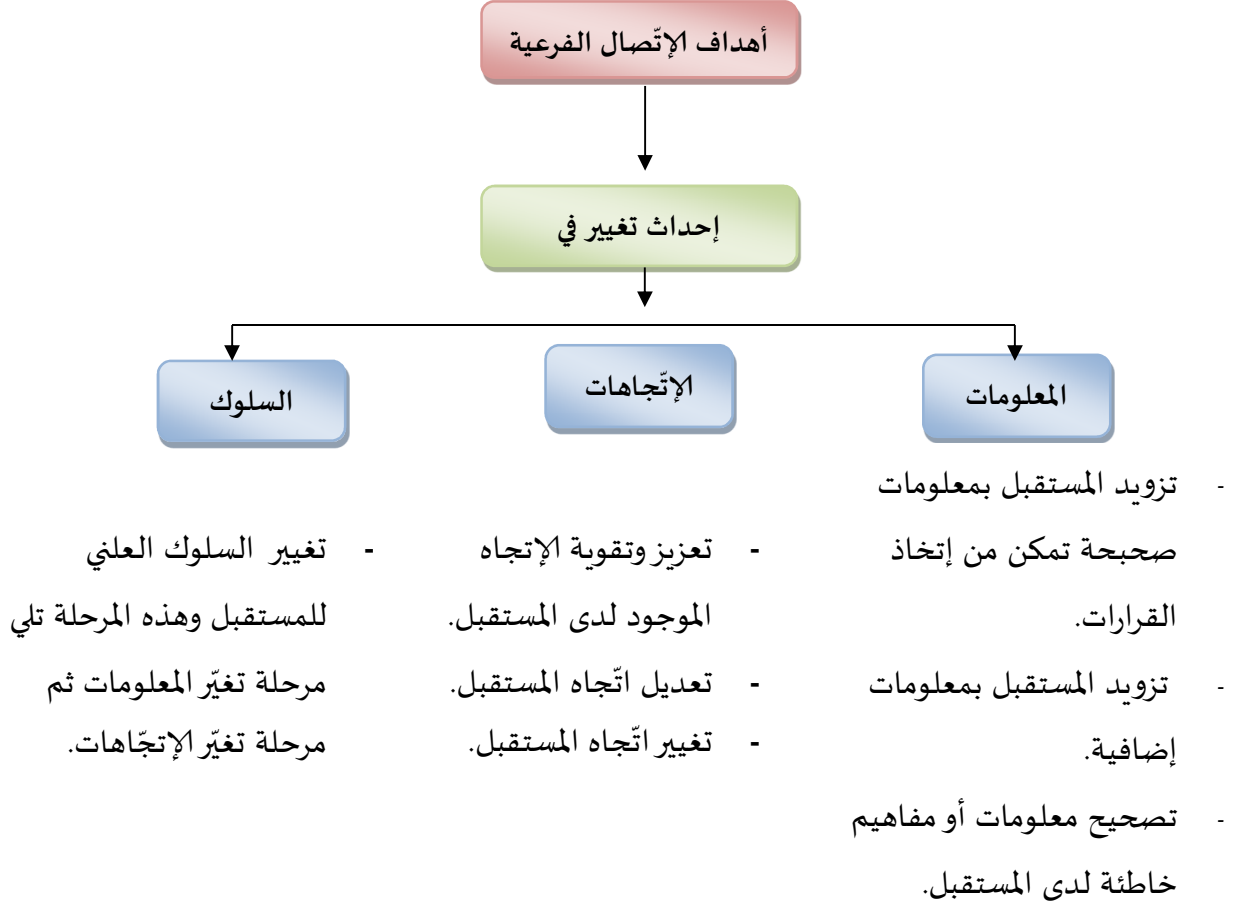 أهداف الإتّصال الفرعية
إحداث تغيير في
المعلومات
الإتّجاهات
السلوك
- تزويد المستقبل بمعلومات
صحبحة تمكن من إتخاذ
القرارات.
- تزويد المستقبل بمعلومات
إضافية.
- تصحيح معلومات أو مفاهيم
خاطئة لدى المستقبل.
- تعزيز وتقوية الإتجاه
الموجود لدى المستقبل.
- تعديل اتّجاه المستقبل.
- تغيير اتّجاه المستقبل.
- تغيير السلوك العلني
للمستقبل وهذه المرحلة تلي
مرحلة تغيّر المعلومات ثم
مرحلة تغيّر الإتجّاهات.